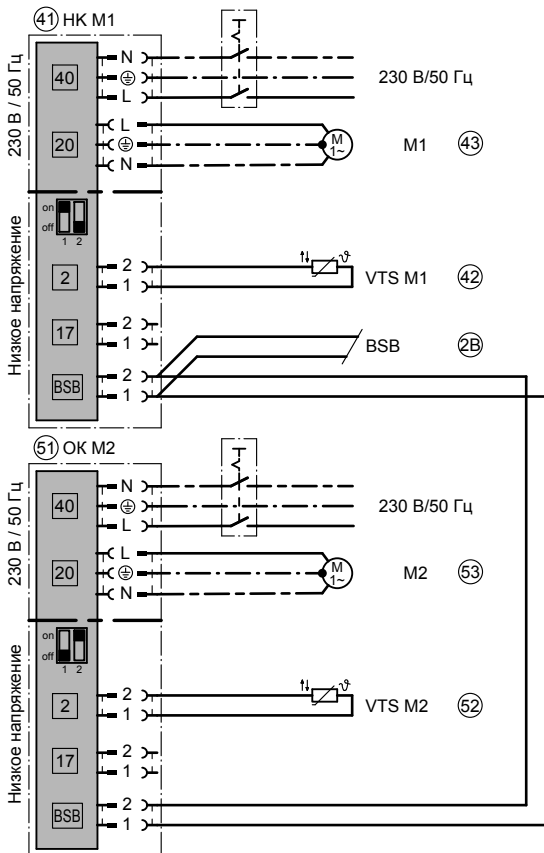 41 НК M1
230 В / 50 Гц
40
N
L
230 В/50 Гц
20
L
N
M
1~
M1 43
on
off
1 2
Низкое напряжение
2
2
1
ϑ
VTS M1 42
17
2
1
BSB 2B
BSB
2
1
51 ОК M2
230 В / 50 Гц
40
N
L
230 В/50 Гц
20
L
N
M
1~
M2 53
on
off
1 2
Низкое напряжение
2
2
1
ϑ
VTS M2 52
17
2
1
BSB
2
1